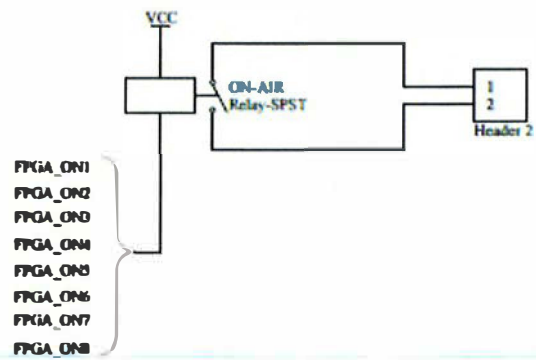 VCC
ON-AIR
Relay-SPST
1
2
Header 2
FPGA_ON1
FPGA_ON2
FPGA_ON3
FPGA_ON4
FPGA_ON5
FPGA_ON6
FPGA_ON7
FPGA_ON8